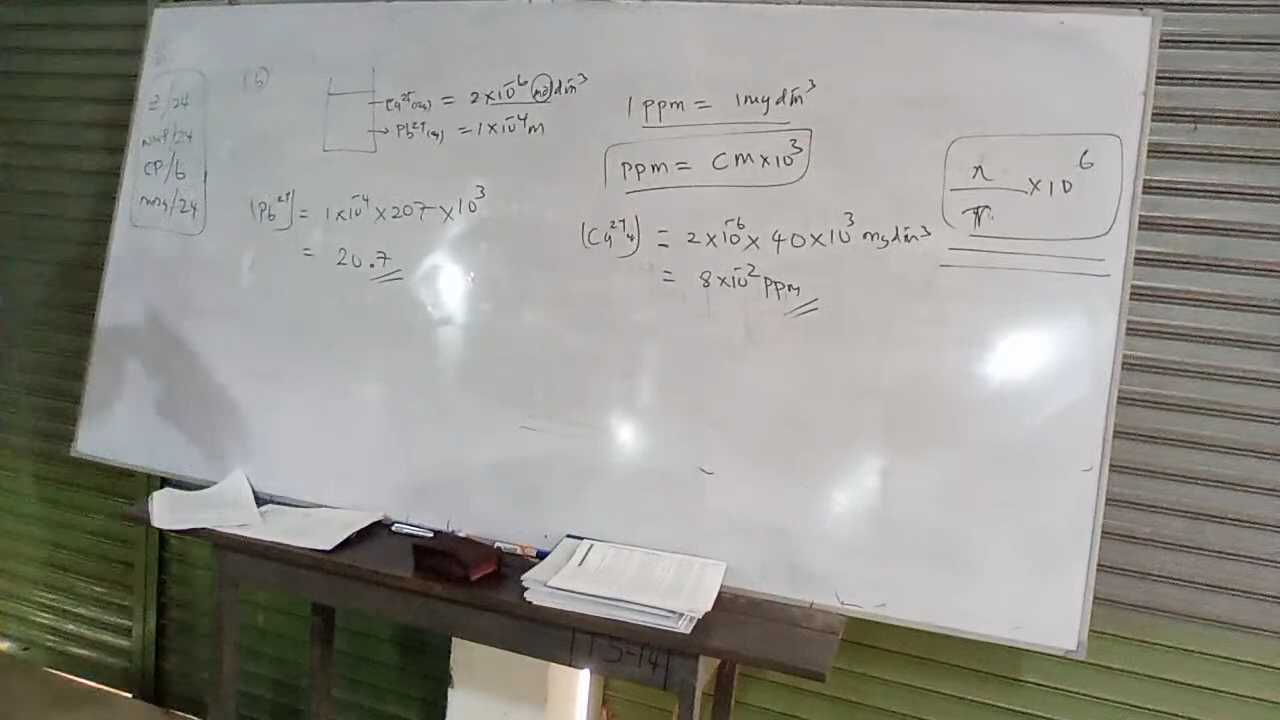 (b)
Ca²⁺(aq) = 2×10⁻⁶ mol dm⁻³
→ Pb²⁺(aq) = 1×10⁻⁴ M
[Pb²⁺] = 1×10⁻⁴ × 207 × 10³
= 20.7
1 ppm = 1 mg dm⁻³
ppm = CM×10³
[Ca²⁺] = 2×10⁻⁶ × 40×10³ mg dm⁻³
= 8×10⁻² ppm
×10⁶
/24
/24
CP/6
/24